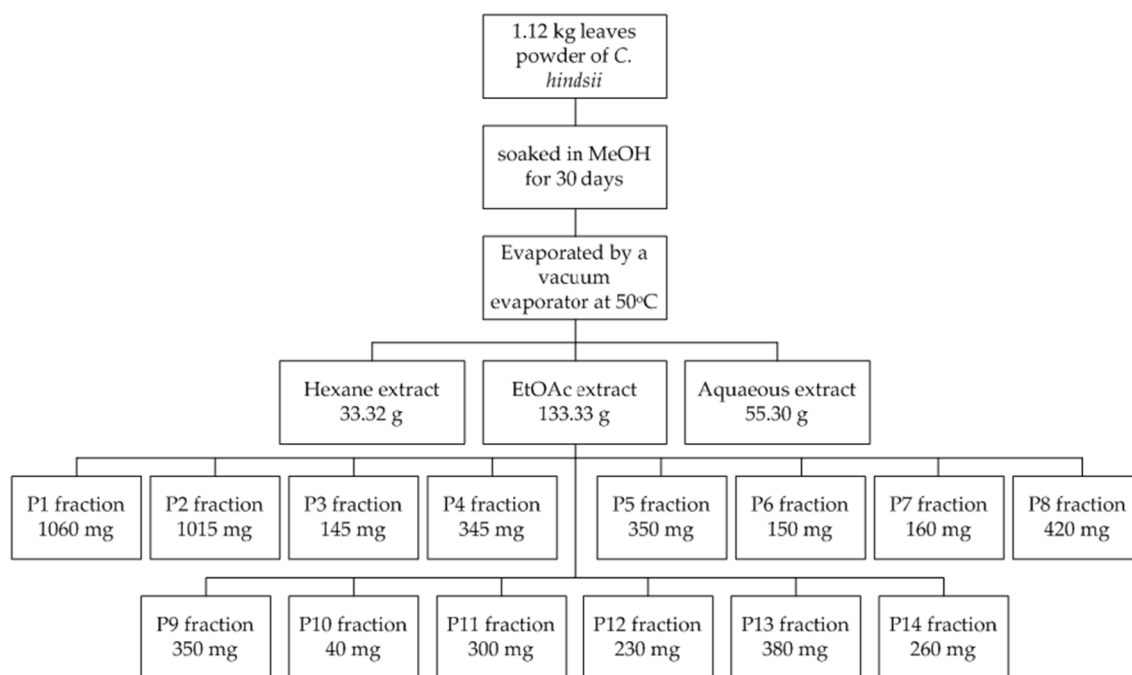 1.12 kg leaves
powder of C.
hindsii
soaked in MeOH
for 30 days
Evaporated by a
vacuum
evaporator at 50°C
Hexane extract
33.32 g
EtOAc extract
133.33 g
Aquaeous extract
55.30 g
P1 fraction
1060 mg
P2 fraction
1015 mg
P3 fraction
145 mg
P4 fraction
345 mg
P5 fraction
350 mg
P6 fraction
150 mg
P7 fraction
160 mg
P8 fraction
420 mg
P9 fraction
350 mg
P10 fraction
40 mg
P11 fraction
300 mg
P12 fraction
230 mg
P13 fraction
380 mg
P14 fraction
260 mg